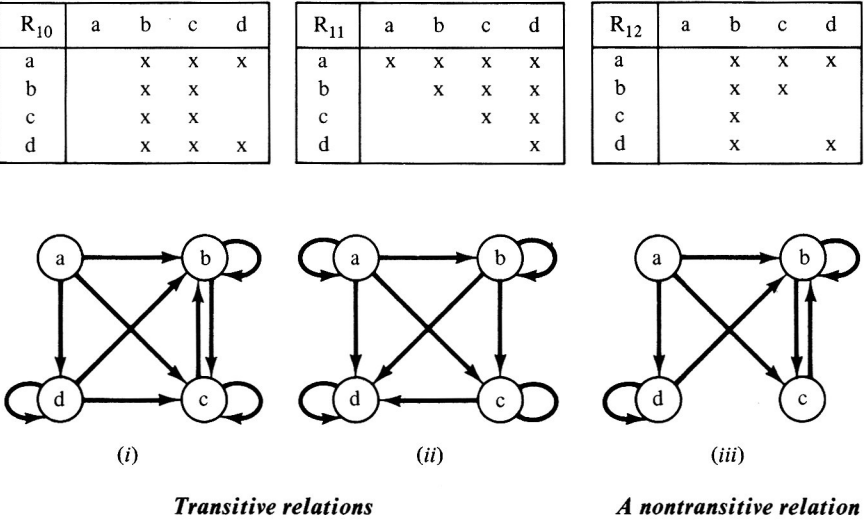 R10 a b c d
a x x x
b x x
c x x
d x x x
R11 a b c d
a x x x x
b x x x
c x x
d x
R12 a b c d
a x x x
b x x
c x
d x x
a b
d c
(i)
a b
d c
(ii)
a b
d c
(iii)
Transitive relations
A nontransitive relation